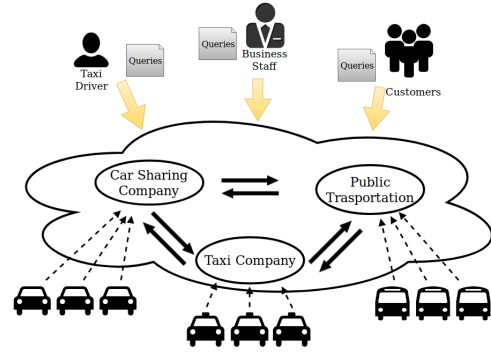 Queries
Taxi
Driver
Queries
Business
Staff
Queries
Customers
Car Sharing
Company
Public
Trasportation
Taxi Company